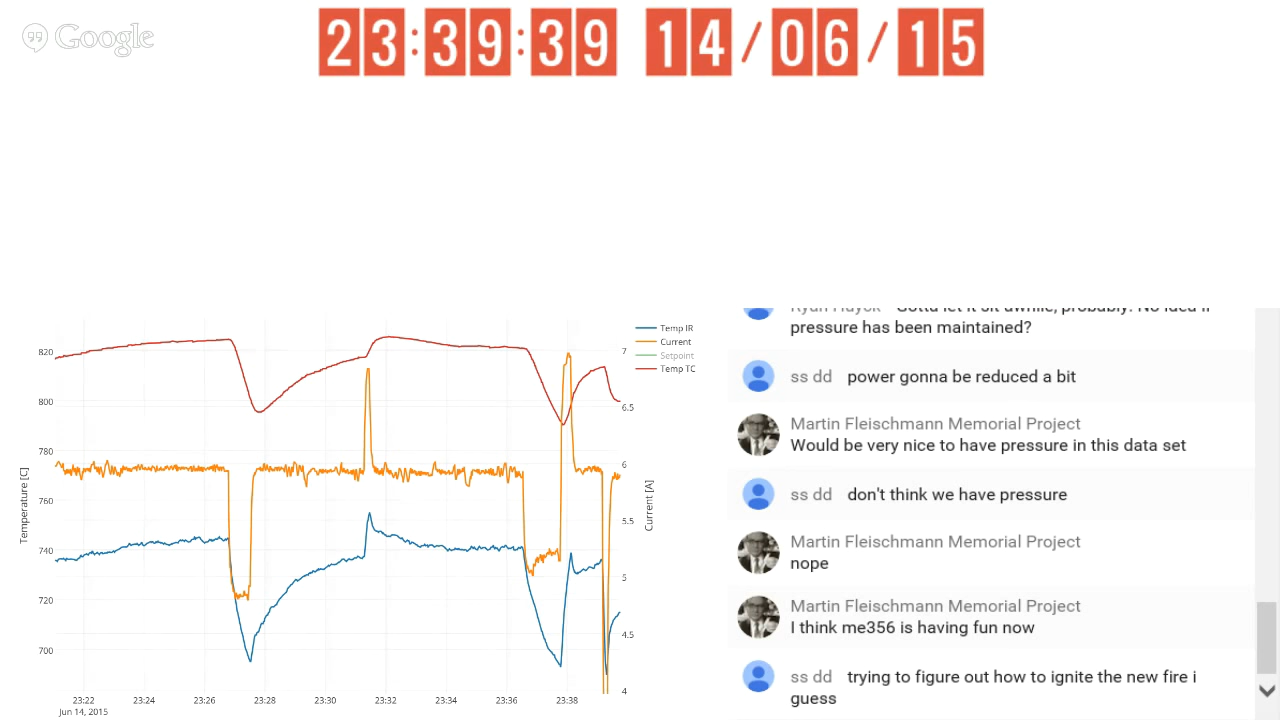 Google
23:39:39 14/06/15
Temp IR
Current
Setpoint
Temp TC
820
800
780
760
740
720
700
Temperature [C]
7
6.5
6
5.5
5
4.5
4
Current [A]
23:22
23:24
23:26
23:28
23:30
23:32
23:34
23:36
23:38
Jun 14, 2015
pressure has been maintained?
ss dd power gonna be reduced a bit
Martin Fleischmann Memorial Project
Would be very nice to have pressure in this data set
ss dd don't think we have pressure
Martin Fleischmann Memorial Project
nope
Martin Fleischmann Memorial Project
I think me356 is having fun now
ss dd trying to figure out how to ignite the new fire i
guess